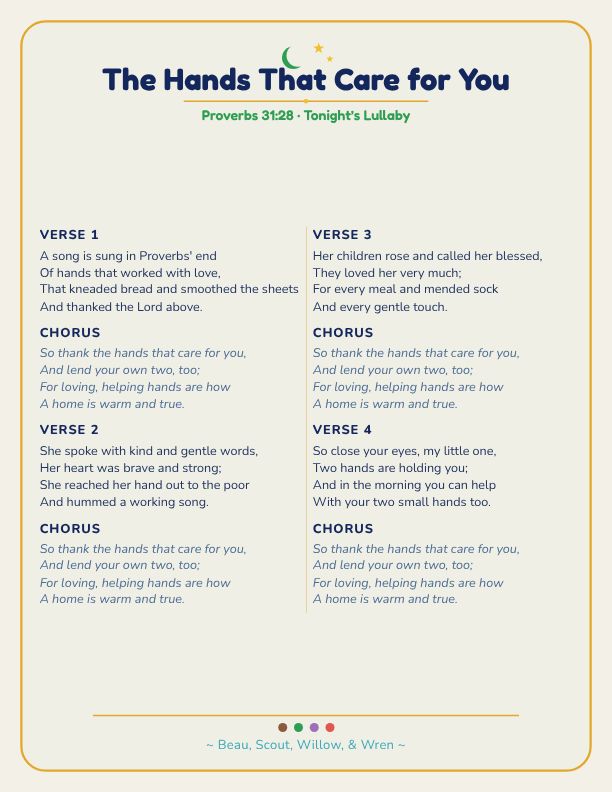 The Hands That Care for You
Proverbs 31:28 · Tonight's Lullaby
VERSE 1
A song is sung in Proverbs' end
Of hands that worked with love,
That kneaded bread and smoothed the sheets
And thanked the Lord above.
CHORUS
So thank the hands that care for you,
And lend your own two, too;
For loving, helping hands are how
A home is warm and true.
VERSE 2
She spoke with kind and gentle words,
Her heart was brave and strong;
She reached her hand out to the poor
And hummed a working song.
CHORUS
So thank the hands that care for you,
And lend your own two, too;
For loving, helping hands are how
A home is warm and true.
VERSE 3
Her children rose and called her blessed,
They loved her very much;
For every meal and mended sock
And every gentle touch.
CHORUS
So thank the hands that care for you,
And lend your own two, too;
For loving, helping hands are how
A home is warm and true.
VERSE 4
So close your eyes, my little one,
Two hands are holding you;
And in the morning you can help
With your two small hands too.
CHORUS
So thank the hands that care for you,
And lend your own two, too;
For loving, helping hands are how
A home is warm and true.
~ Beau, Scout, Willow, & Wren ~